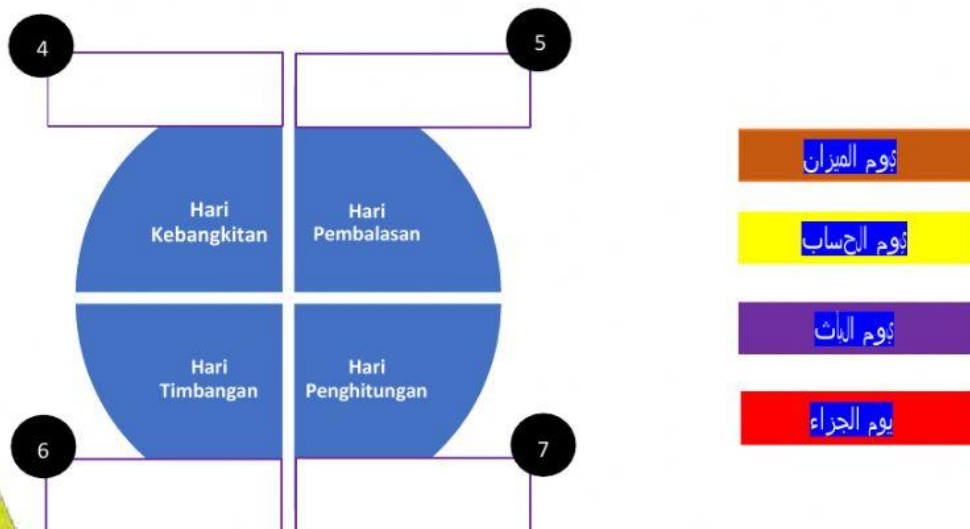 4
5
Hari
Kebangkitan
Hari
Pembalasan
Hari
Timbangan
Hari
Penghitungan
6
7
يوم الميزان
يوم الحساب
يوم البأث
يوم الجزاء